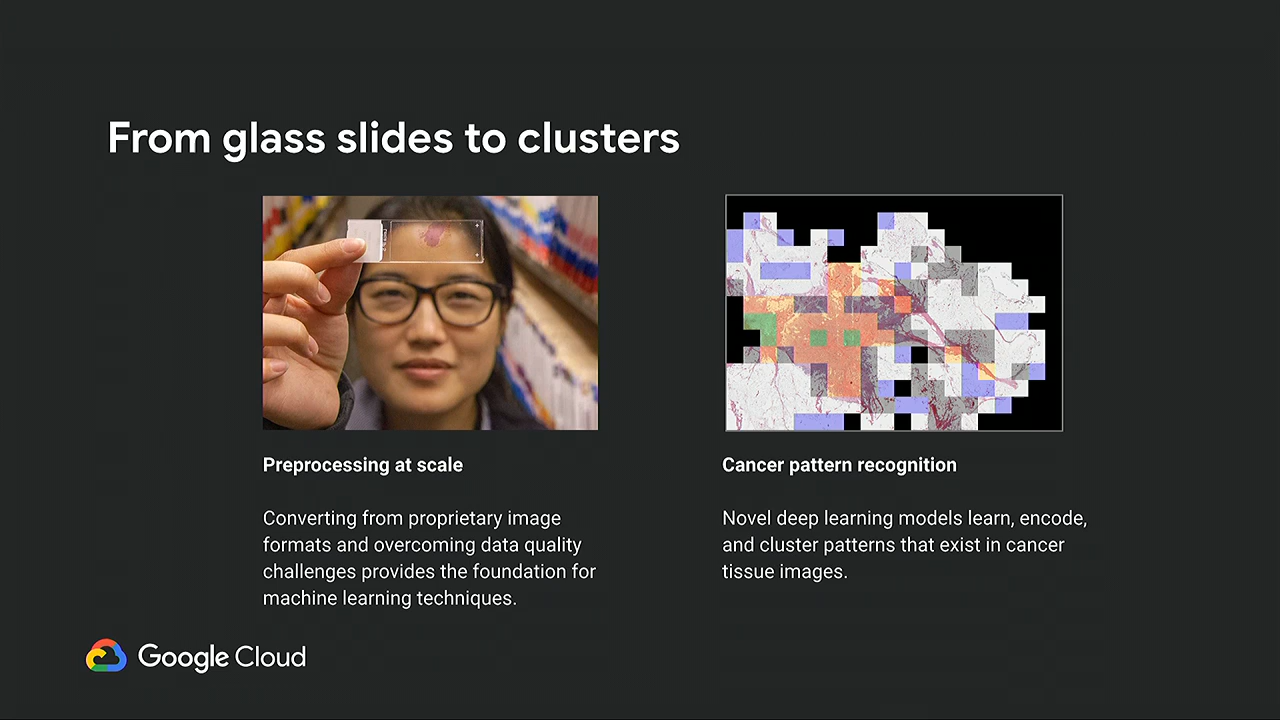 From glass slides to clusters
Preprocessing at scale
Converting from proprietary image
formats and overcoming data quality
challenges provides the foundation for
machine learning techniques.
Cancer pattern recognition
Novel deep learning models learn, encode,
and cluster patterns that exist in cancer
tissue images.
Google Cloud